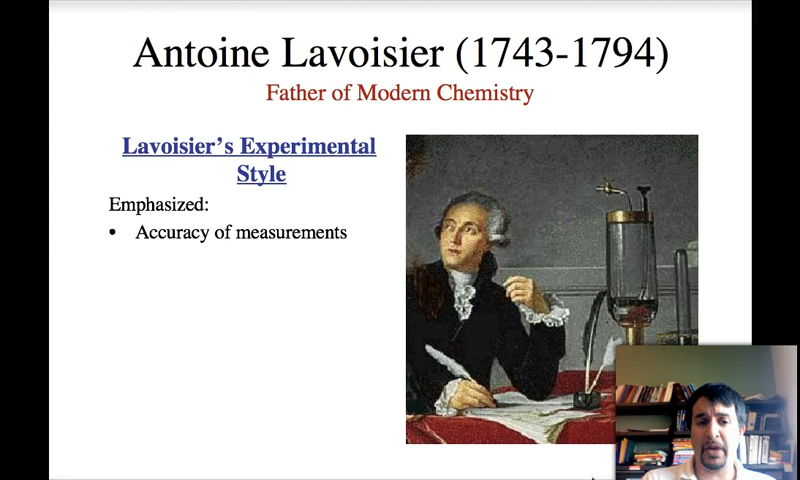 Antoine Lavoisier (1743-1794)
Father of Modern Chemistry
Lavoisier's Experimental
Style
Emphasized:
• Accuracy of measurements